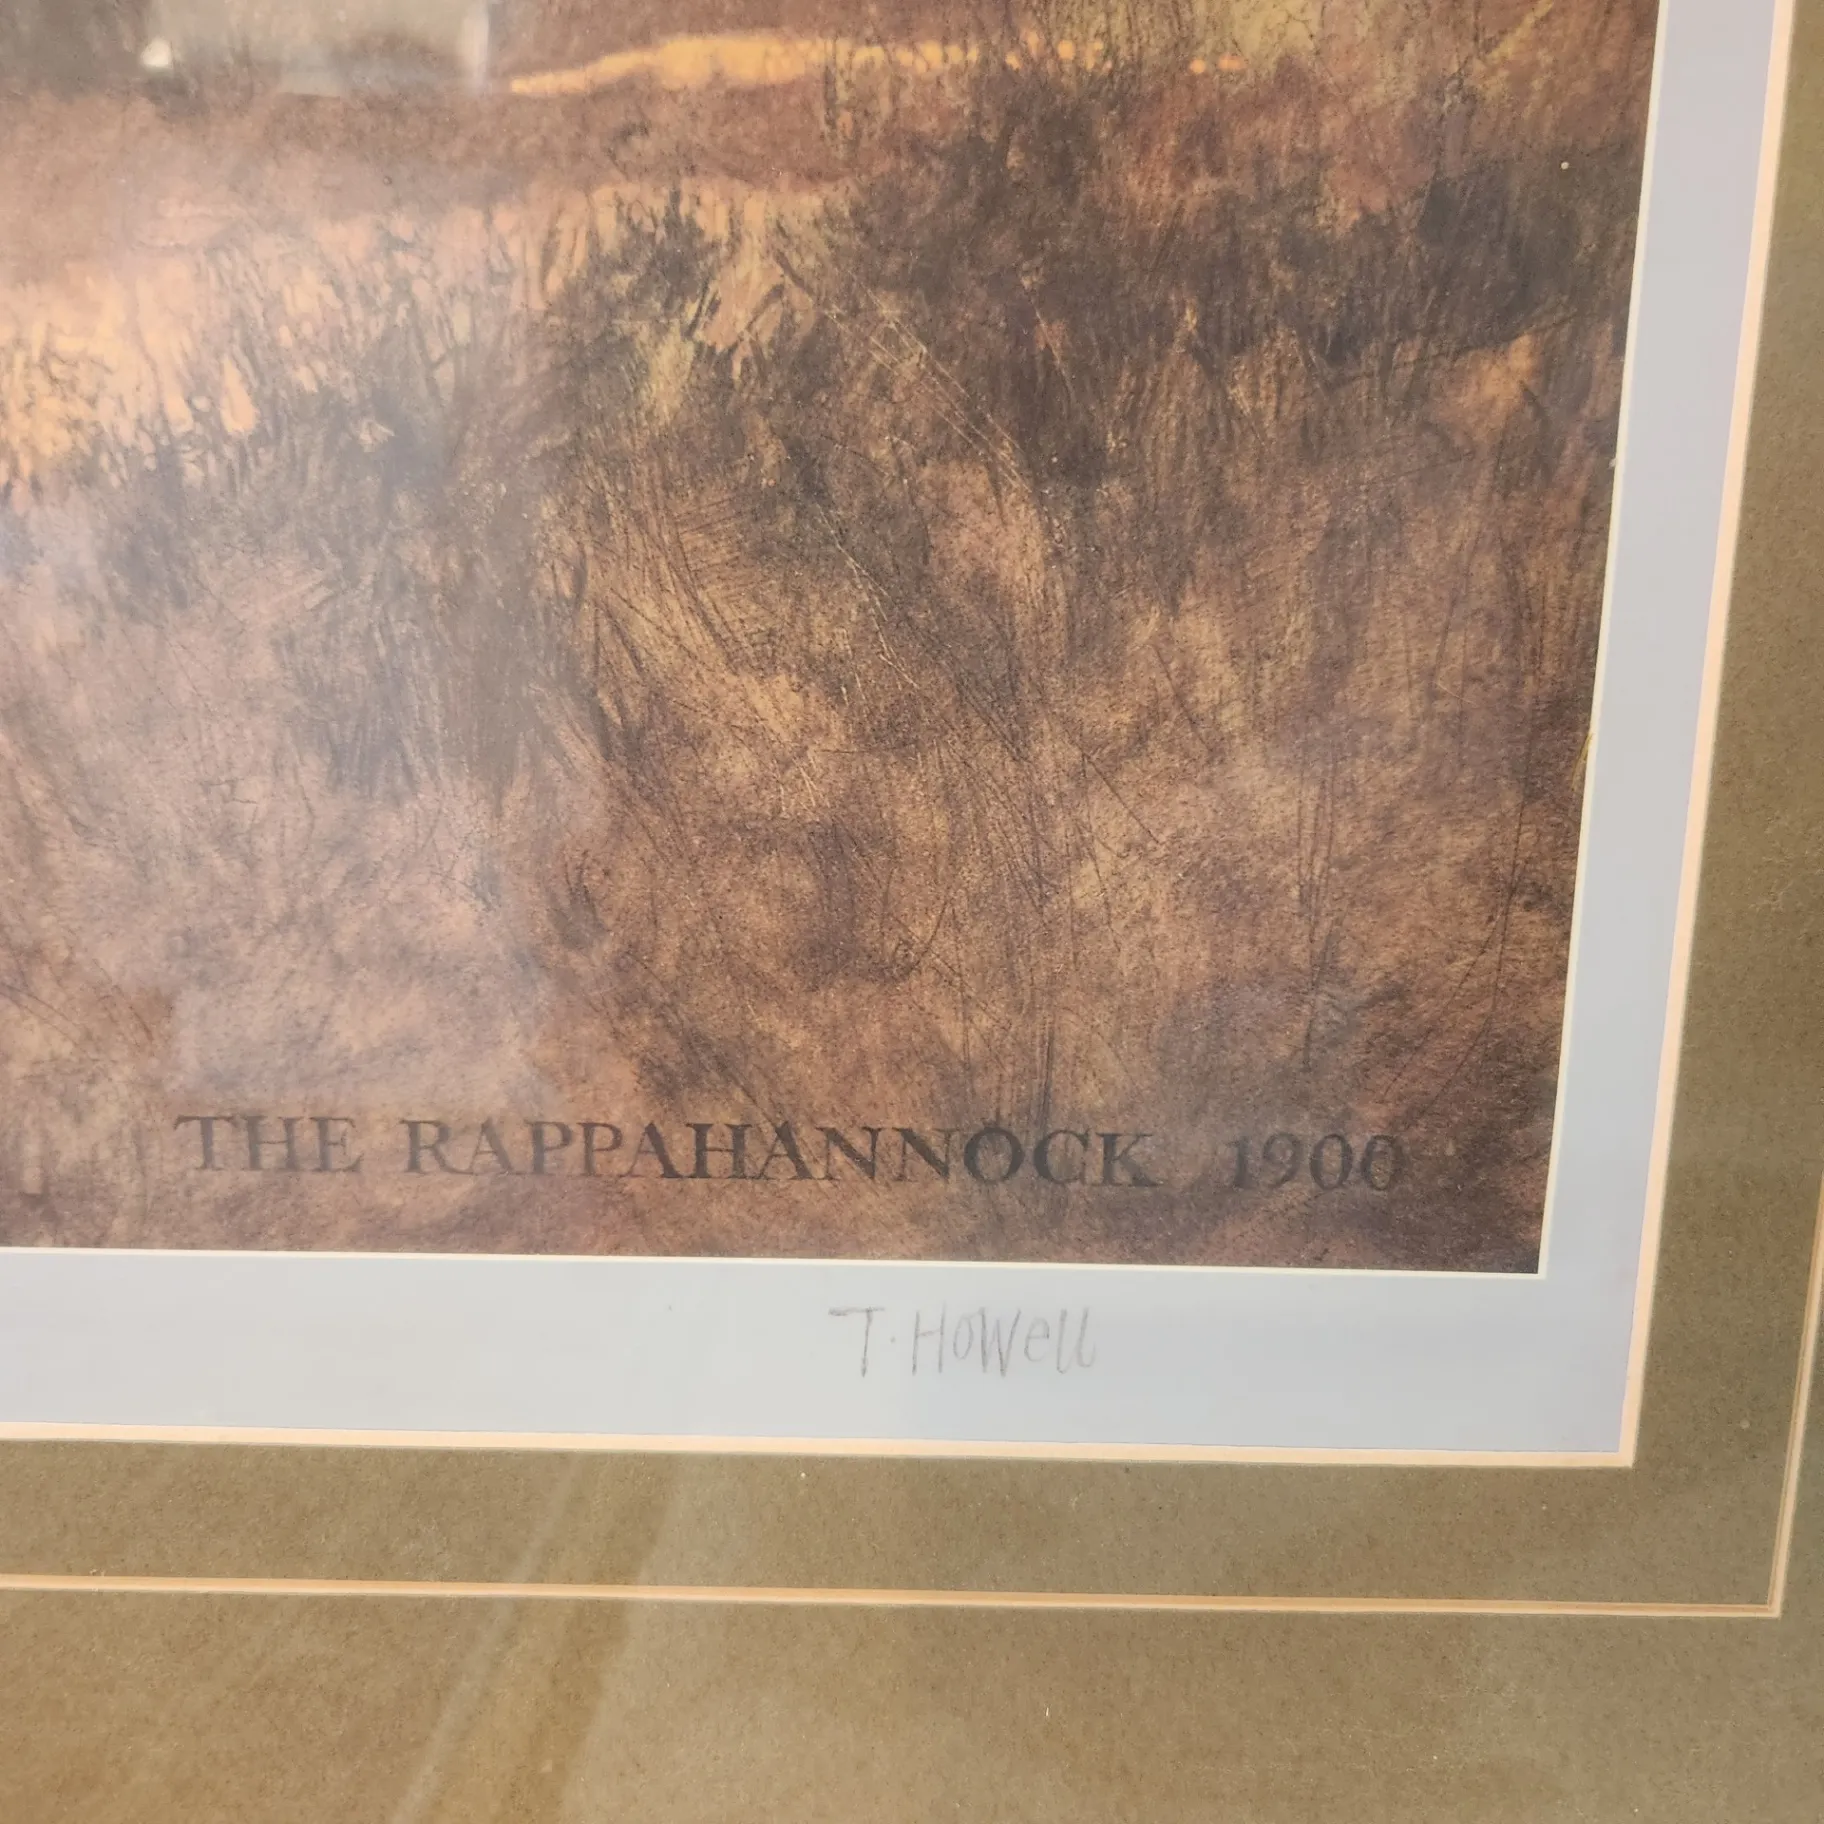 THE RAPPAHANNOCK 1900
T. Howell